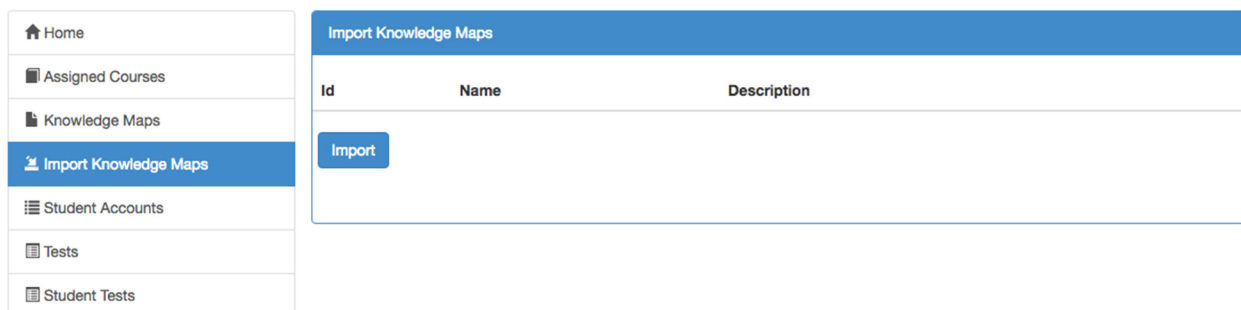 Home
Assigned Courses
Knowledge Maps
Import Knowledge Maps
Student Accounts
Tests
Student Tests
Import Knowledge Maps
Id Name Description
Import